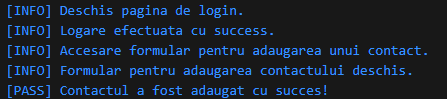 [INFO] Deschis pagina de login.
[INFO] Logare efectuata cu success.
[INFO] Accesare formular pentru adaugarea unui contact.
[INFO] Formular pentru adaugarea contactului deschis.
[PASS] Contactul a fost adaugat cu succes!